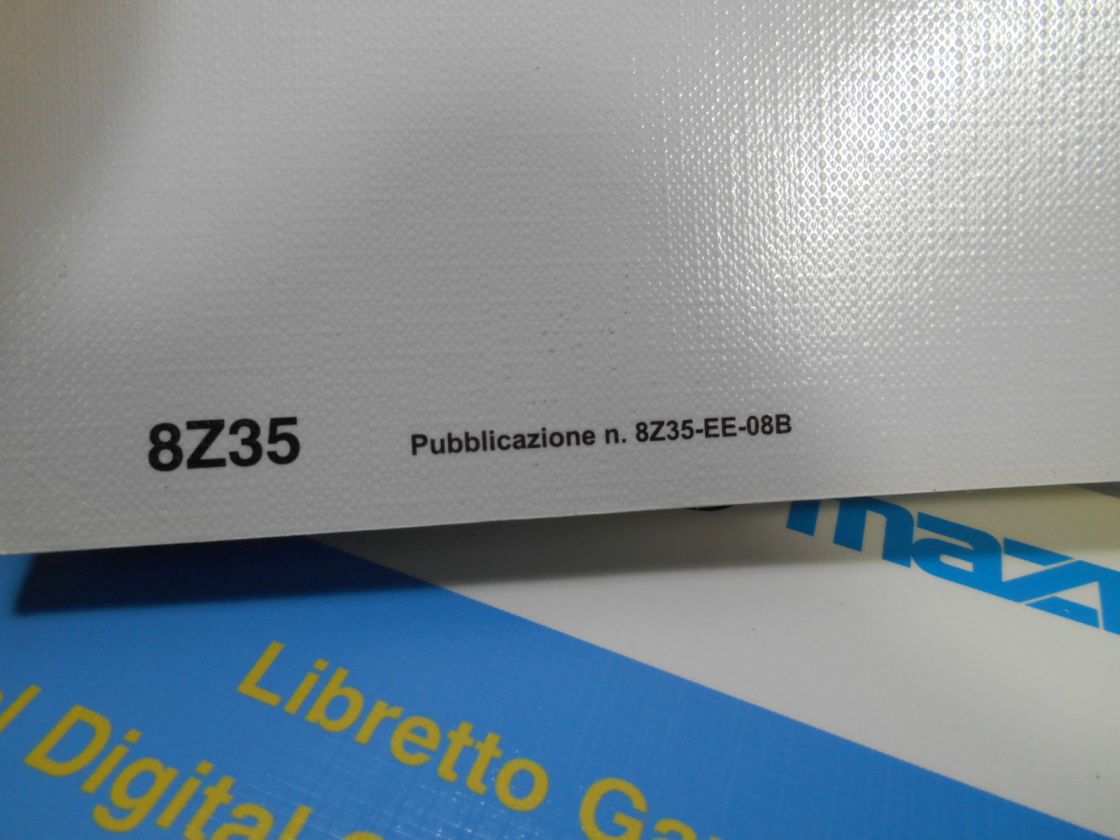 8Z35
Pubblicazione n. 8Z35-EE-08B
Libretto
Digital